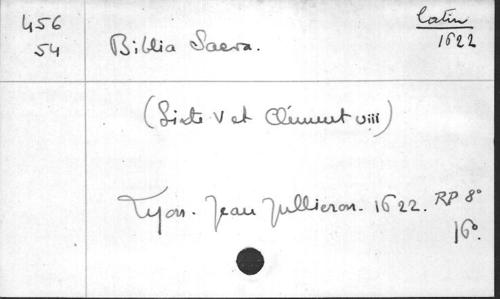 456
54
Biblia Sacra.
Latin
1622
(Sixte V et Clément viii)
Lyon. Jean Jullieron. 1622. RP 8°
16°.